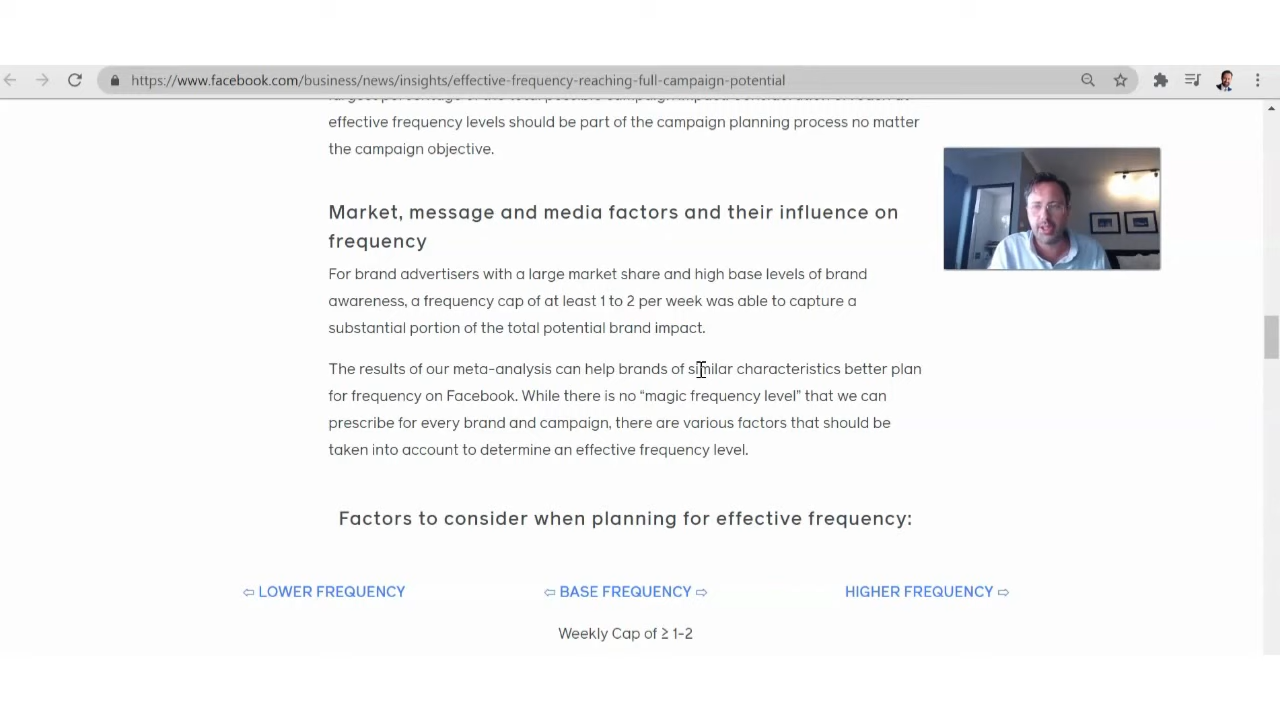 https://www.facebook.com/business/news/insights/effective-frequency-reaching-full-campaign-potential
effective frequency levels should be part of the campaign planning process no matter
the campaign objective.
Market, message and media factors and their influence on
frequency
For brand advertisers with a large market share and high base levels of brand
awareness, a frequency cap of at least 1 to 2 per week was able to capture a
substantial portion of the total potential brand impact.
The results of our meta-analysis can help brands of similar characteristics better plan
for frequency on Facebook. While there is no “magic frequency level” that we can
prescribe for every brand and campaign, there are various factors that should be
taken into account to determine an effective frequency level.
Factors to consider when planning for effective frequency:
⇦ LOWER FREQUENCY ⇦ BASE FREQUENCY ⇨ HIGHER FREQUENCY ⇨
Weekly Cap of ≥ 1-2